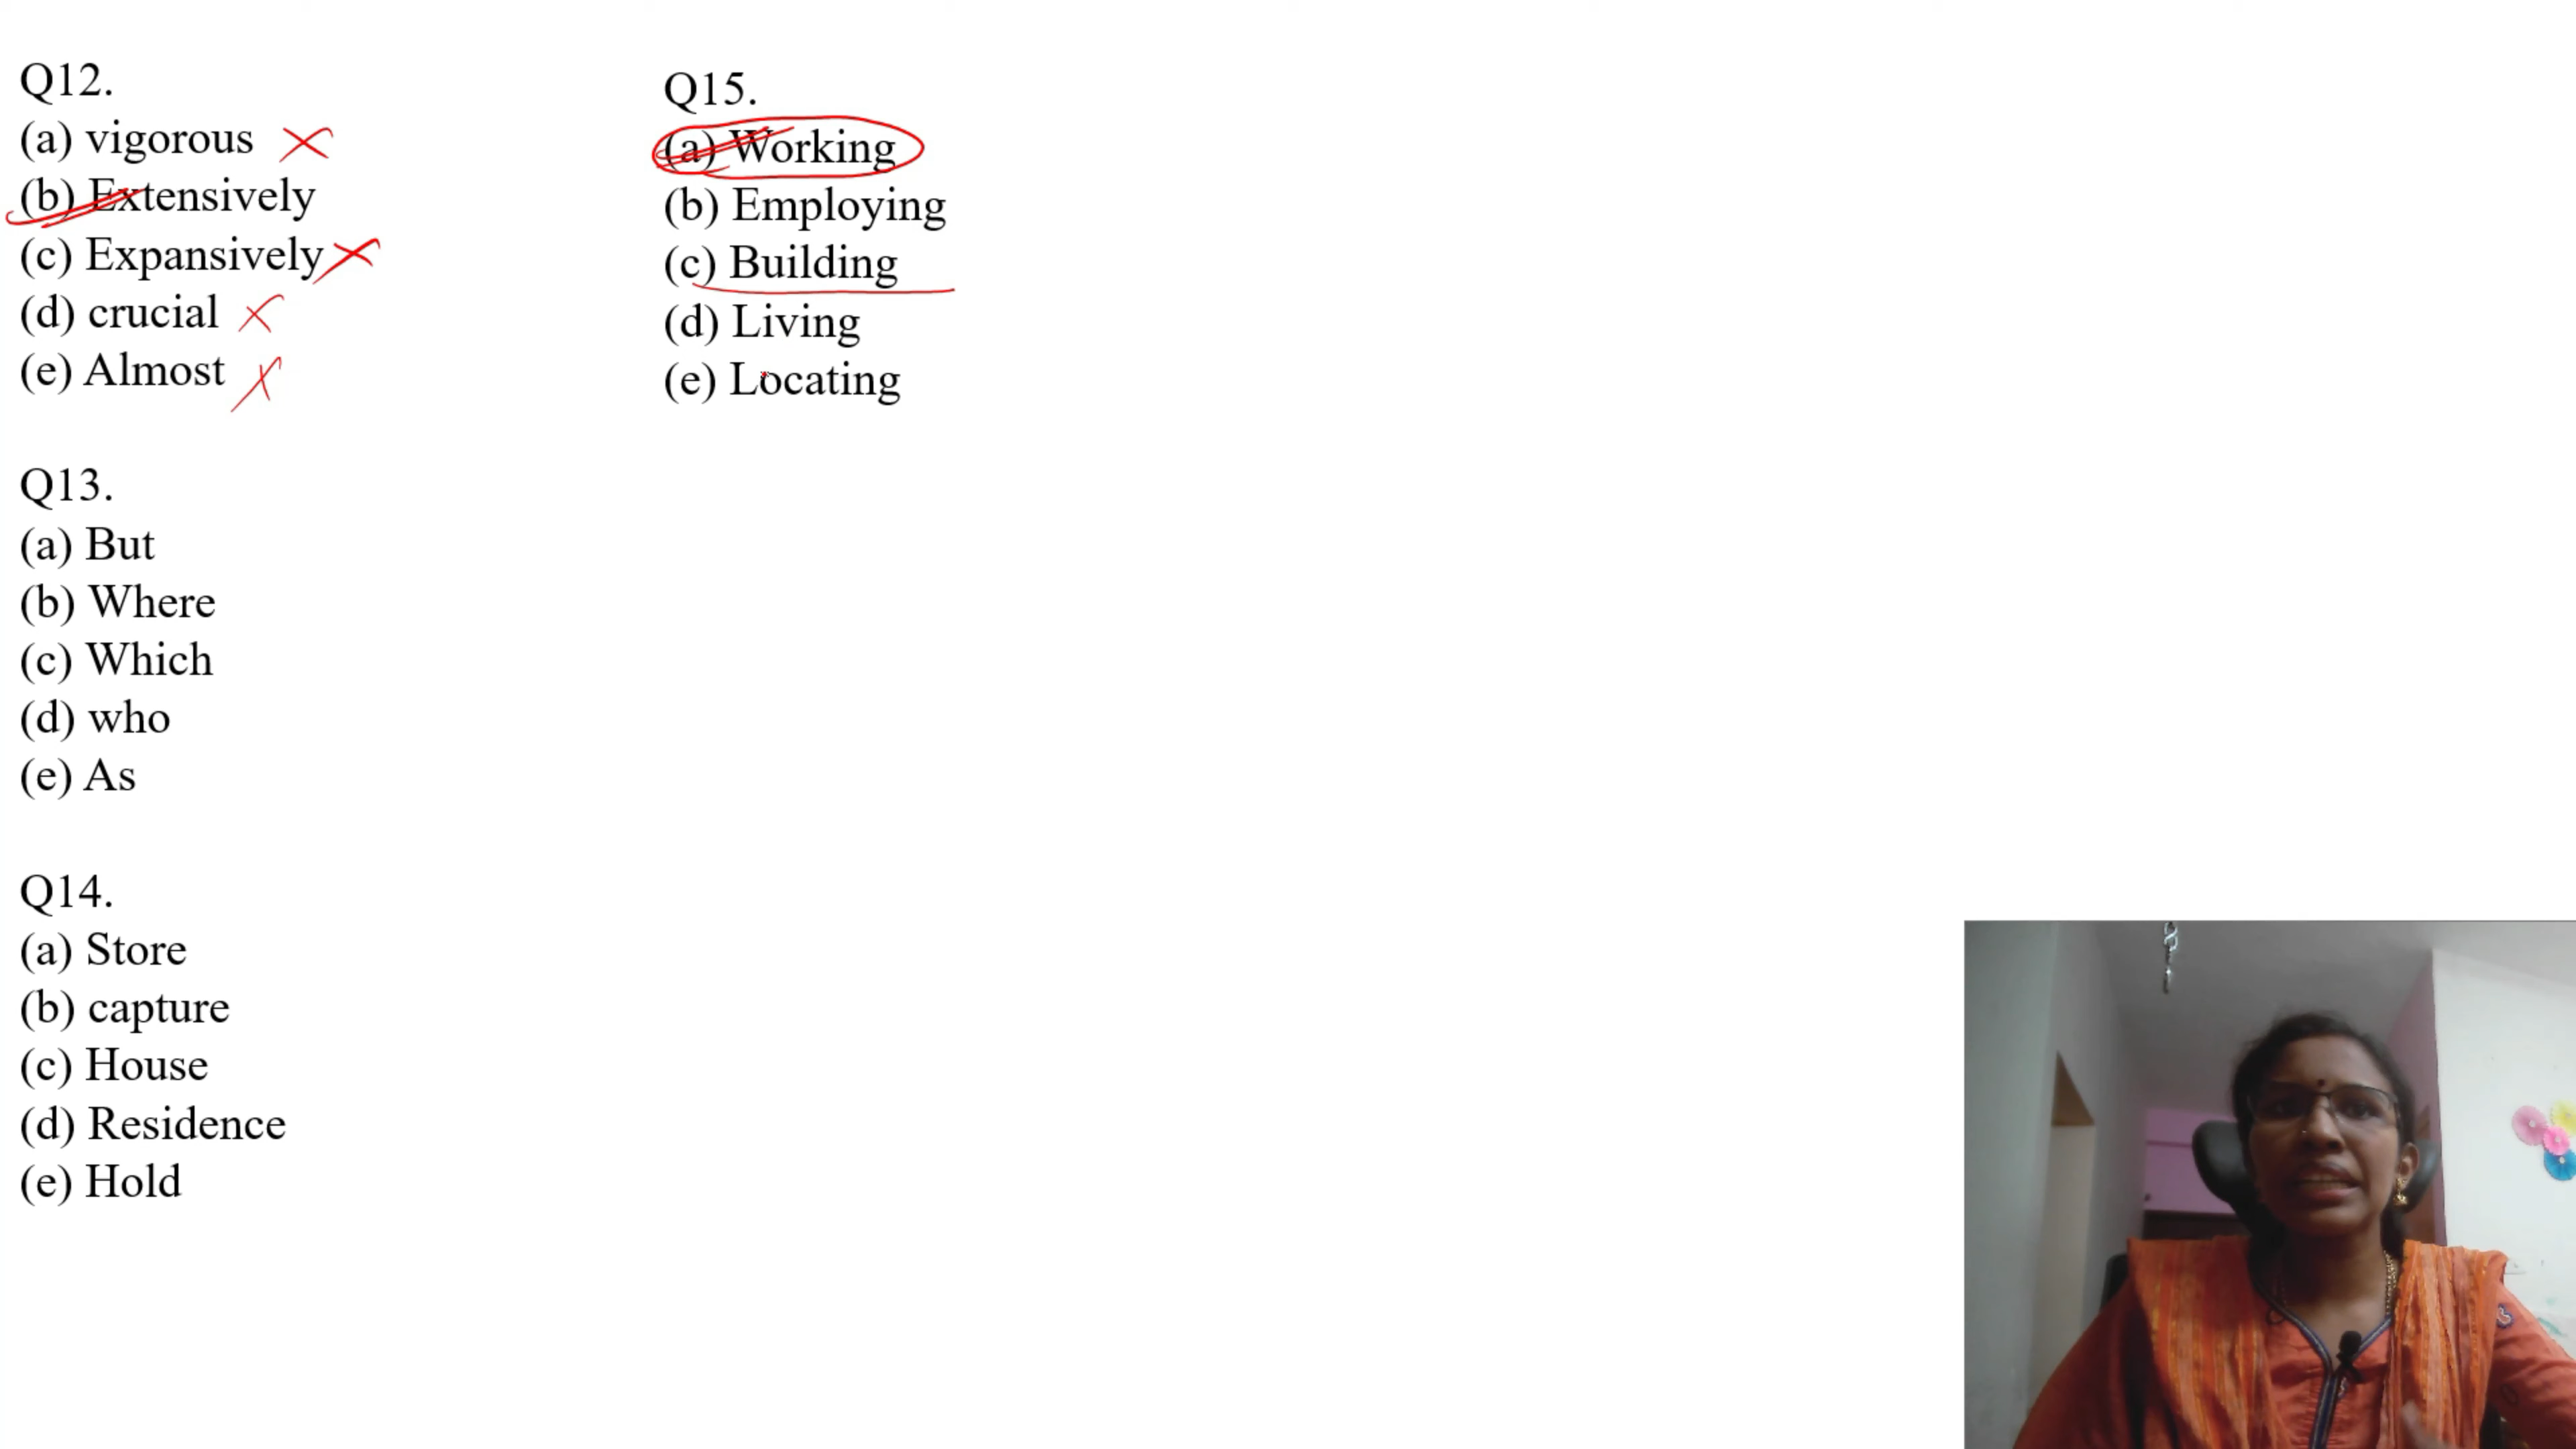 Q12.
(a) vigorous
(b) Extensively
(c) Expansively
(d) crucial
(e) Almost
Q13.
(a) But
(b) Where
(c) Which
(d) who
(e) As
Q14.
(a) Store
(b) capture
(c) House
(d) Residence
(e) Hold
Q15.
(a) Working
(b) Employing
(c) Building
(d) Living
(e) Locating